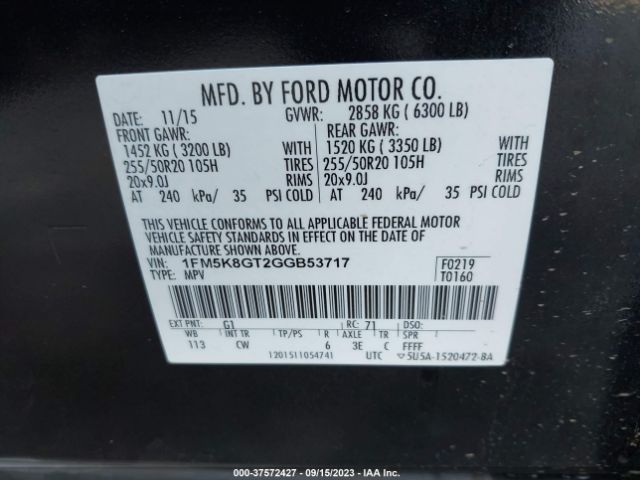 MFD. BY FORD MOTOR CO.
DATE: 11/15 GVWR: 2858 KG ( 6300 LB)
FRONT GAWR: REAR GAWR:
1452 KG ( 3200 LB) WITH 1520 KG ( 3350 LB) WITH
255/50R20 105H TIRES 255/50R20 105H TIRES
20x9.0J RIMS 20x9.0J RIMS
AT 240 kPa/ 35 PSI COLD AT 240 kPa/ 35 PSI COLD
THIS VEHICLE CONFORMS TO ALL APPLICABLE FEDERAL MOTOR
VEHICLE SAFETY STANDARDS IN EFFECT ON THE DATE OF
MANUFACTURE SHOWN ABOVE.
VIN: 1FM5K8GT2GGB53717 F0219
TYPE: MPV T0160
EXT PNT: G1 RC: 71 DSO:
WB INT TR TP/PS R AXLE TR SPR
113 CW 6 3E C FFFF
1201511054741 UTC ▽5U5A-1520472-BA
000-37572427 - 09/15/2023 - IAA Inc.